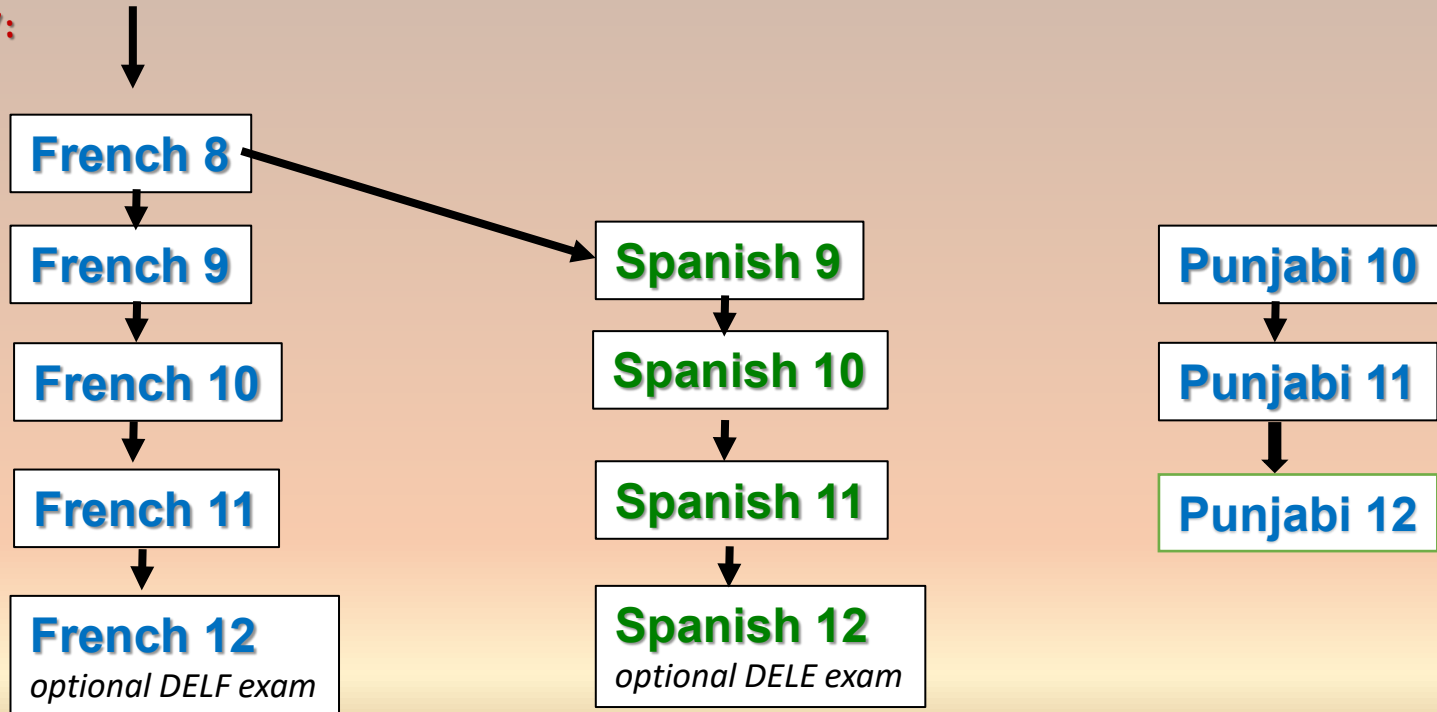 French 8
French 9
French 10
French 11
French 12
optional DELF exam
Spanish 9
Spanish 10
Spanish 11
Spanish 12
optional DELE exam
Punjabi 10
Punjabi 11
Punjabi 12